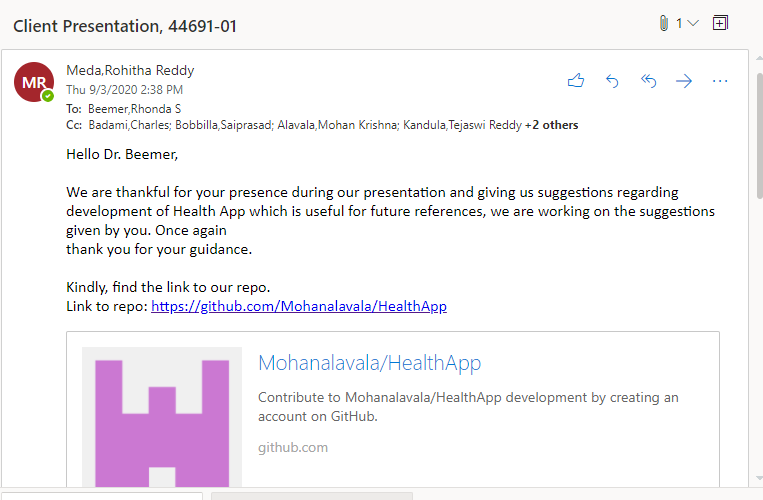 Client Presentation, 44691-01
1
MR
Meda,Rohitha Reddy
Thu 9/3/2020 2:38 PM
To: Beemer,Rhonda S
Cc: Badami,Charles; Bobbilla,Saiprasad; Alavala,Mohan Krishna; Kandula,Tejaswi Reddy +2 others
Hello Dr. Beemer,
We are thankful for your presence during our presentation and giving us suggestions regarding
development of Health App which is useful for future references, we are working on the suggestions
given by you. Once again
thank you for your guidance.
Kindly, find the link to our repo.
Link to repo: https://github.com/Mohanalavala/HealthApp
Mohanalavala/HealthApp
Contribute to Mohanalavala/HealthApp development by creating an
account on GitHub.
github.com